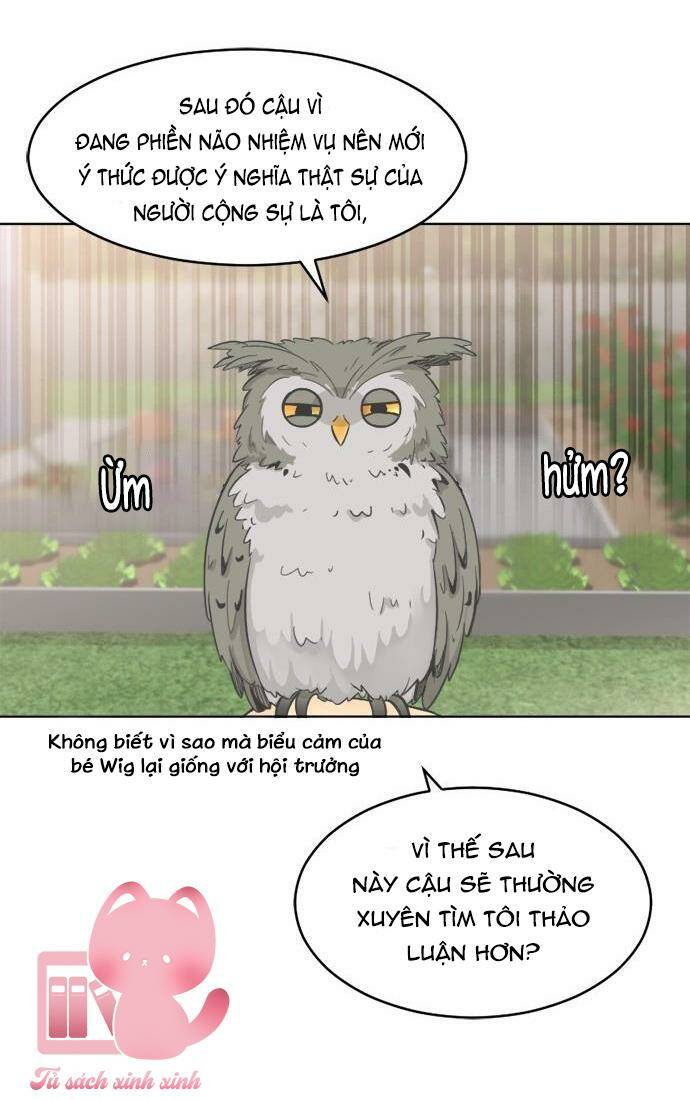 SAU ĐÓ CẬU VÌ
ĐANG PHIỀN NÃO NHIỆM VỤ NÊN MỚI
Ý THỨC ĐƯỢC Ý NGHĨA THẬT SỰ CỦA
NGƯỜI CỘNG SỰ LÀ TÔI,
Ừm
hửm?
Không biết vì sao mà biểu cảm của
bé Wig lại giống với hội trưởng
VÌ THẾ SAU
NÀY CẬU SẼ THƯỜNG
XUYÊN TÌM TÔI THẢO
LUẬN HƠN?
Tủ sách xinh xinh